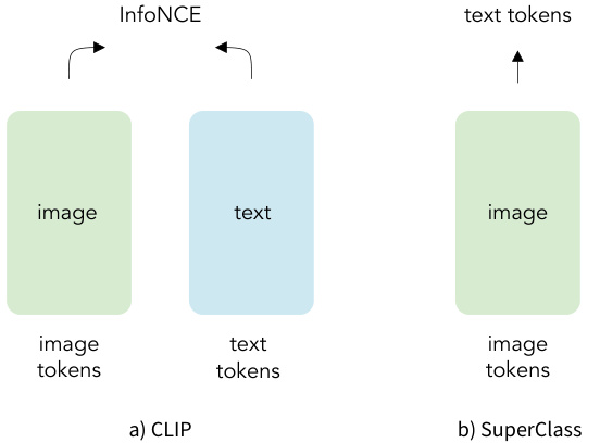 InfoNCE
text tokens
image
text
image
image
tokens
text
tokens
image
tokens
a) CLIP
b) SuperClass